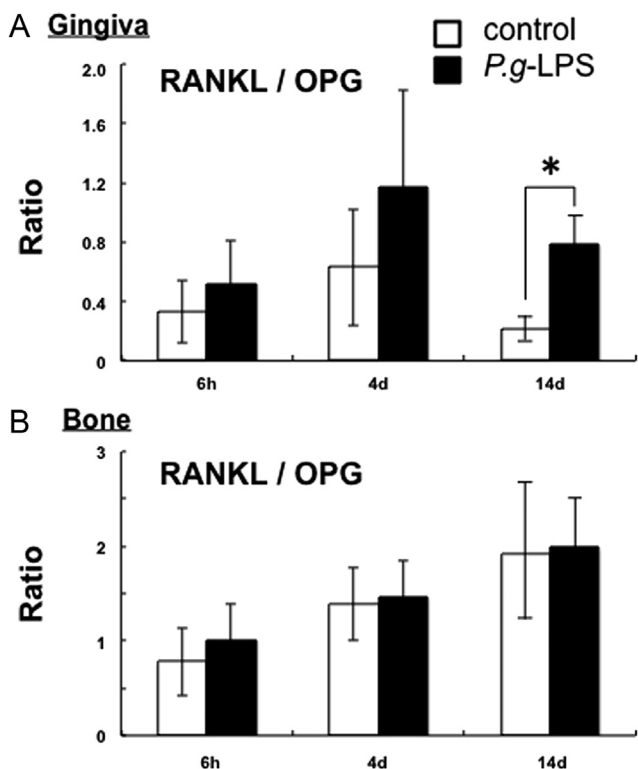 A Gingiva
control
P.g-LPS
RANKL / OPG
2.0
1.6
1.2
0.8
0.4
0
Ratio
*
6h 4d 14d
B Bone
RANKL / OPG
3
2
1
0
Ratio
6h 4d 14d